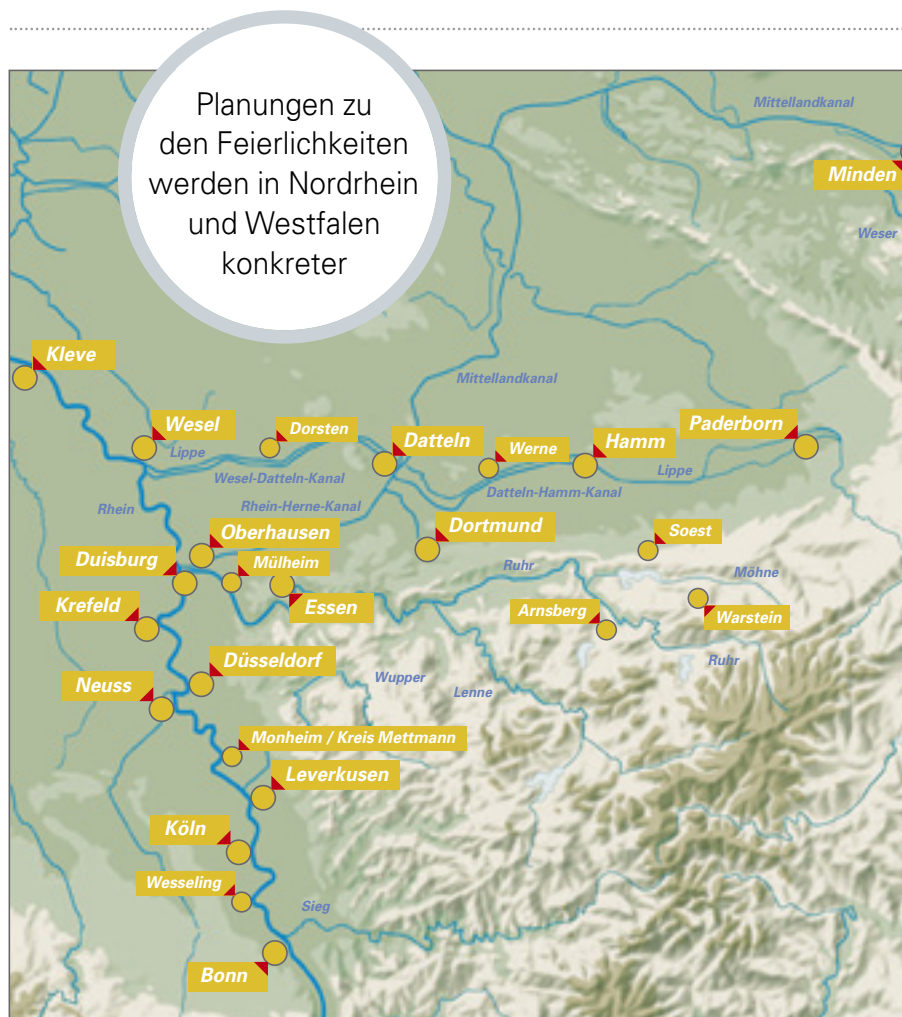 Planungen zu
den Feierlichkeiten
werden in Nordrhein
und Westfalen
konkreter
Mittellandkanal
Minden
Weser
Kleve
Mittellandkanal
Wesel
Lippe
Dorsten
Datteln
Werne
Hamm
Paderborn
Lippe
Wesel-Datteln-Kanal
Datteln-Hamm-Kanal
Rhein-Herne-Kanal
Rhein
Oberhausen
Dortmund
Soest
Duisburg
Mülheim
Ruhr
Möhne
Krefeld
Essen
Arnsberg
Warstein
Düsseldorf
Ruhr
Neuss
Wupper
Lenne
Monheim / Kreis Mettmann
Leverkusen
Köln
Wesseling
Sieg
Bonn